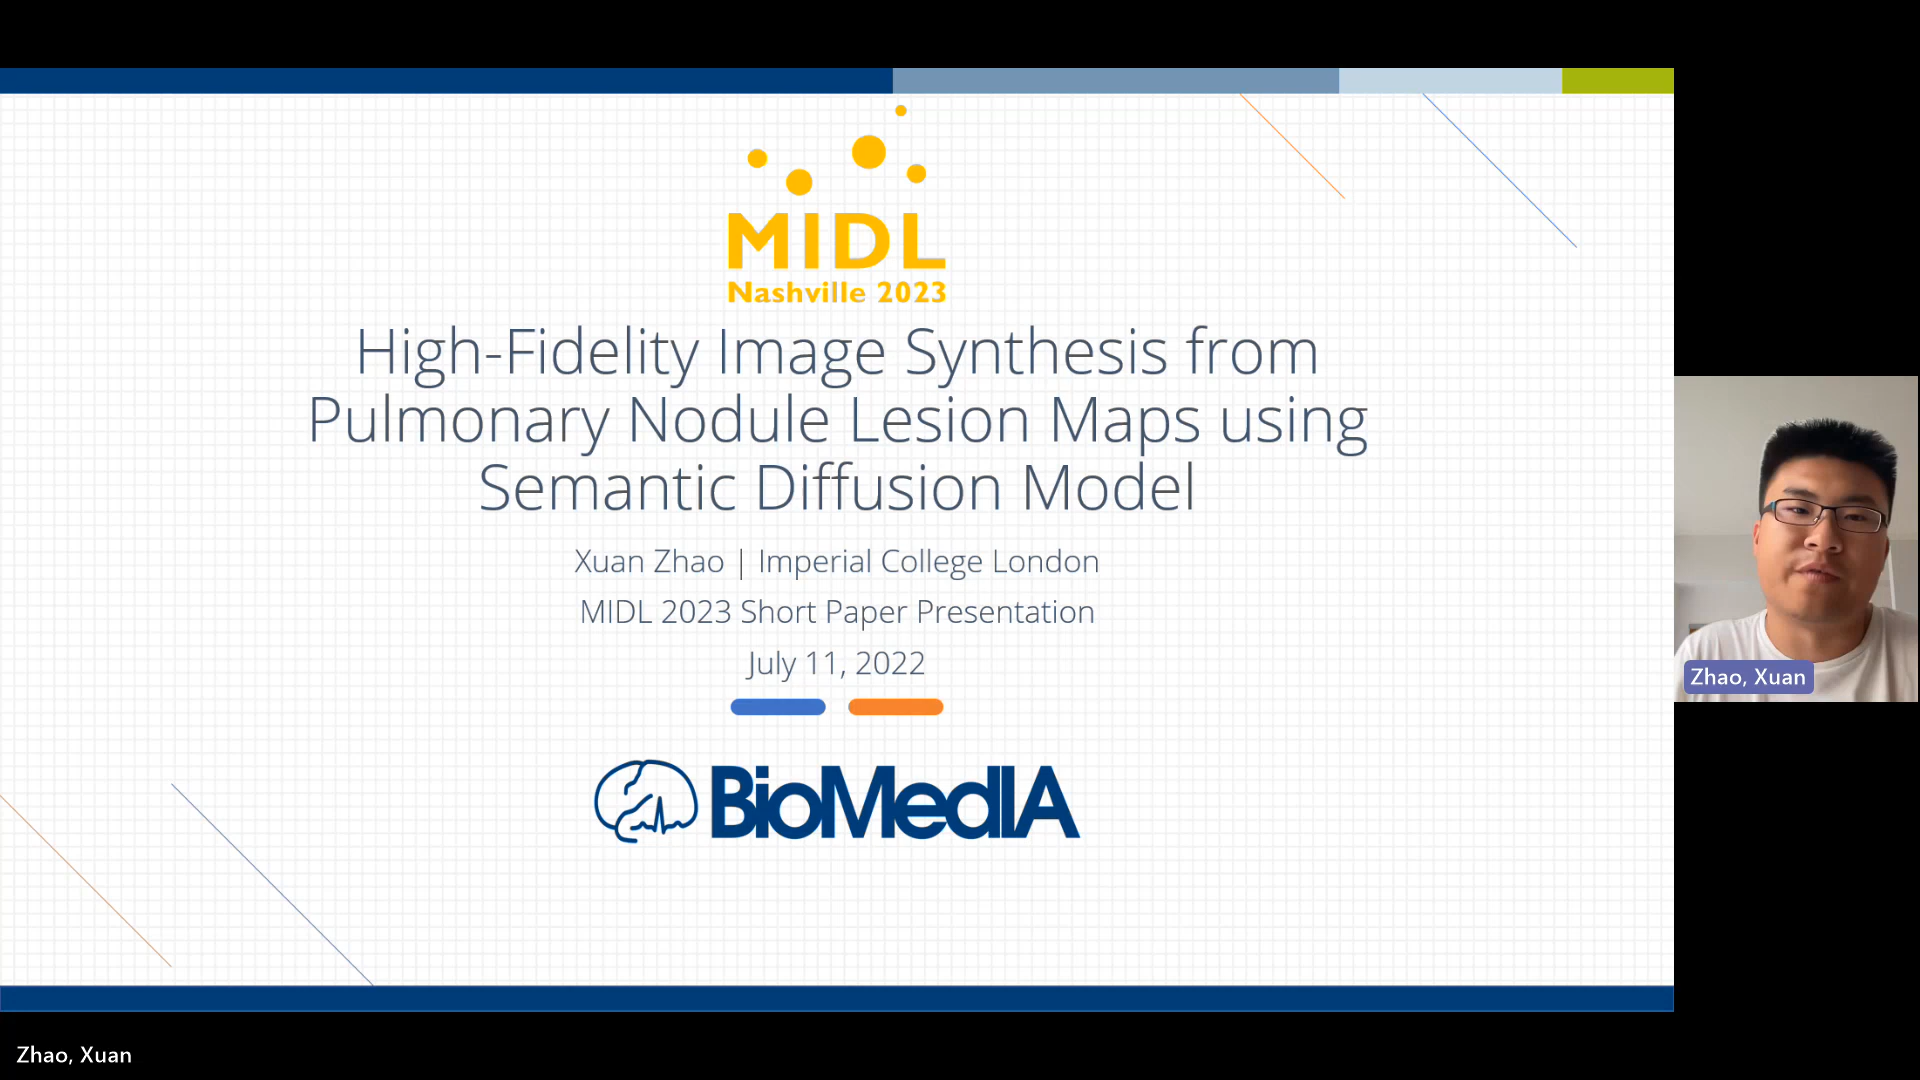 MIDL
Nashville 2023
High-Fidelity Image Synthesis from
Pulmonary Nodule Lesion Maps using
Semantic Diffusion Model
Xuan Zhao | Imperial College London
MIDL 2023 Short Paper Presentation
July 11, 2022
BioMedIA
Zhao, Xuan
Zhao, Xuan